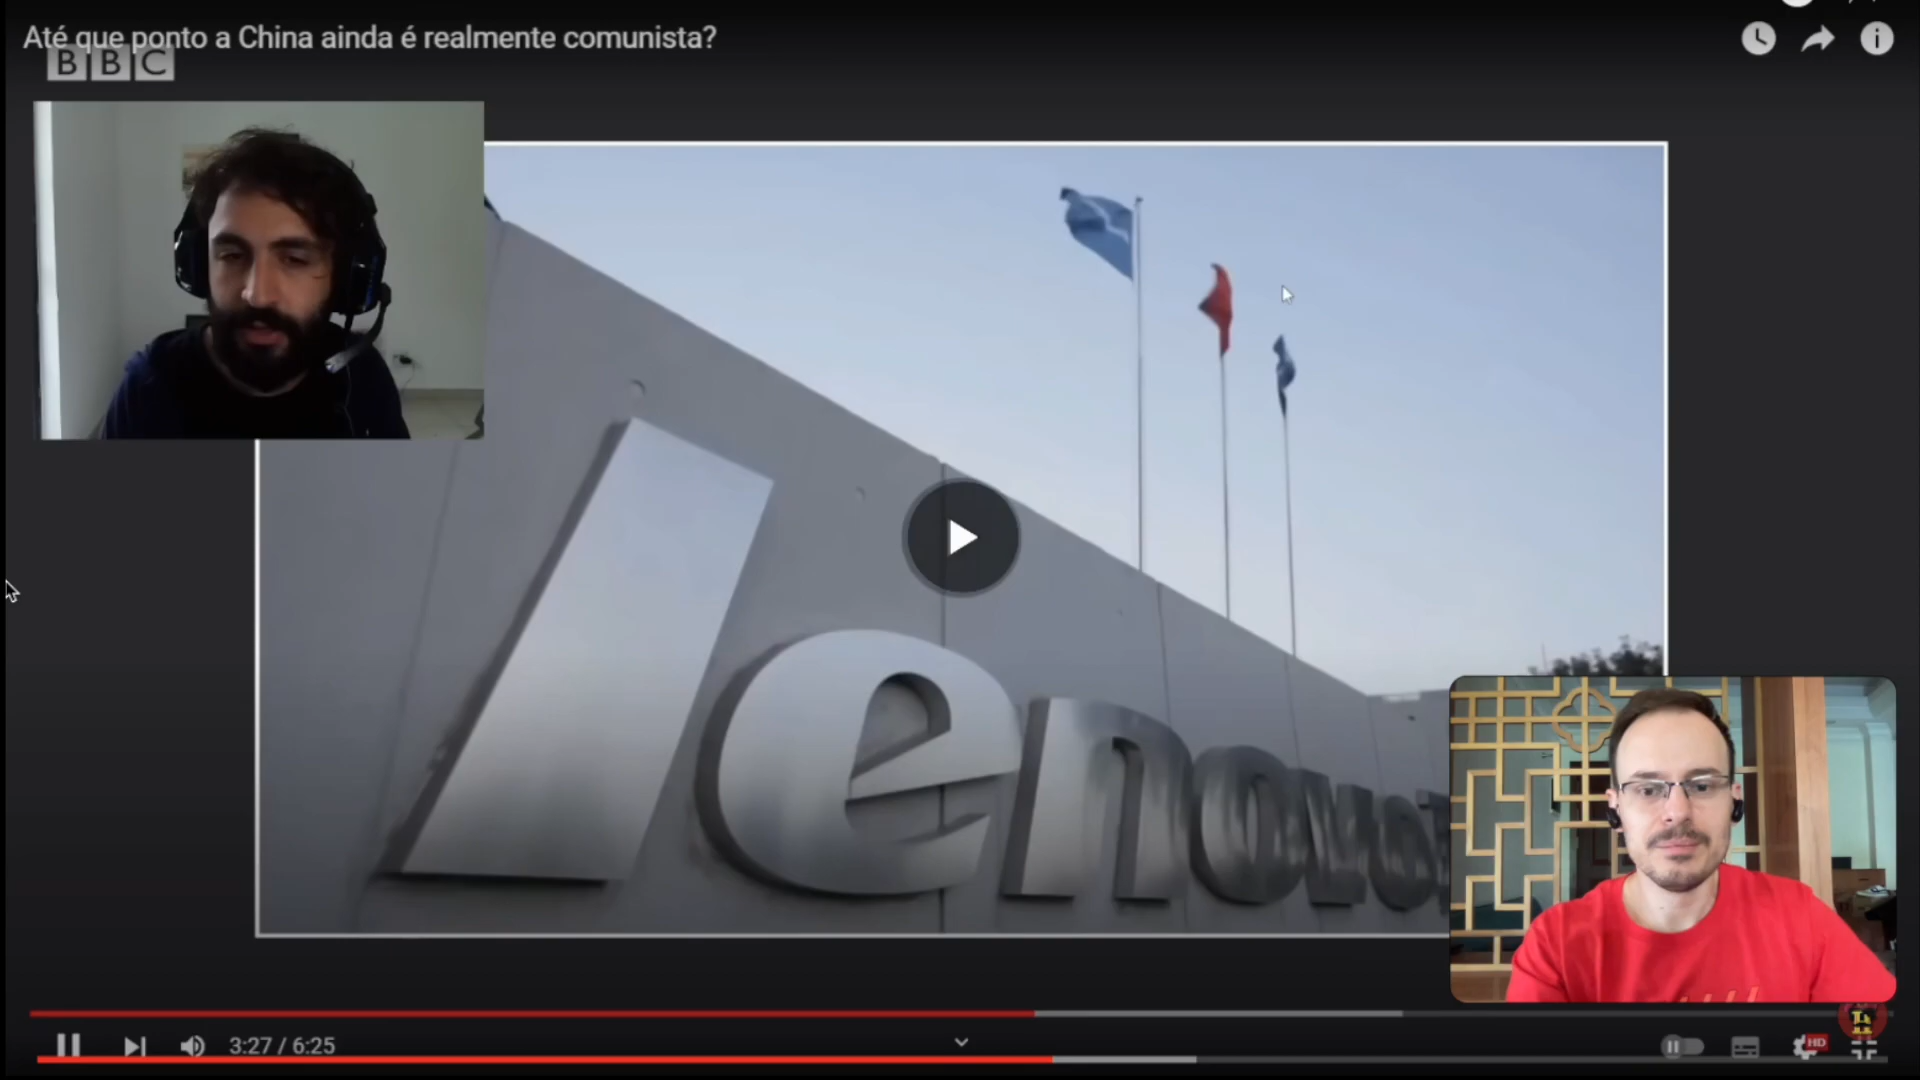 Até que ponto a China ainda é realmente comunista?
BBC
lenovo
3:27 / 6:25
HD